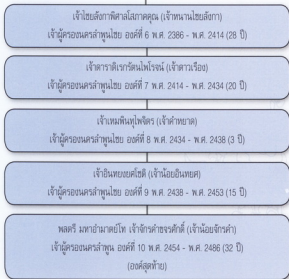 เจ้าไชยลังกาพิศาลโสภาคคุณ (เจ้าหนานไชยลังกา)
เจ้าผู้ครองนครลำพูนไชย องค์ที่ 6 พ.ศ. 2386 - พ.ศ. 2414 (28 ปี)
เจ้าดาราดิเรกรัตนไพโรจน์ (เจ้าดาวเรือง)
เจ้าผู้ครองนครลำพูนไชย องค์ที่ 7 พ.ศ. 2414 - พ.ศ. 2434 (20 ปี)
เจ้าเหมพินทุไพจิตร (เจ้าคำหยาด)
เจ้าผู้ครองนครลำพูนไชย องค์ที่ 8 พ.ศ. 2434 - พ.ศ. 2438 (3 ปี)
เจ้าอินทยงยศโชติ (เจ้าน้อยอินทยศ)
เจ้าผู้ครองนครลำพูนไชย องค์ที่ 9 พ.ศ. 2438 - พ.ศ. 2453 (15 ปี)
พลตรี มหาอำมาตย์โท เจ้าจักรคำขจรศักดิ์ (เจ้าน้อยจักรคำ)
เจ้าผู้ครองนครลำพูน องค์ที่ 10 พ.ศ. 2454 - พ.ศ. 2486 (32 ปี)
(องค์สุดท้าย)